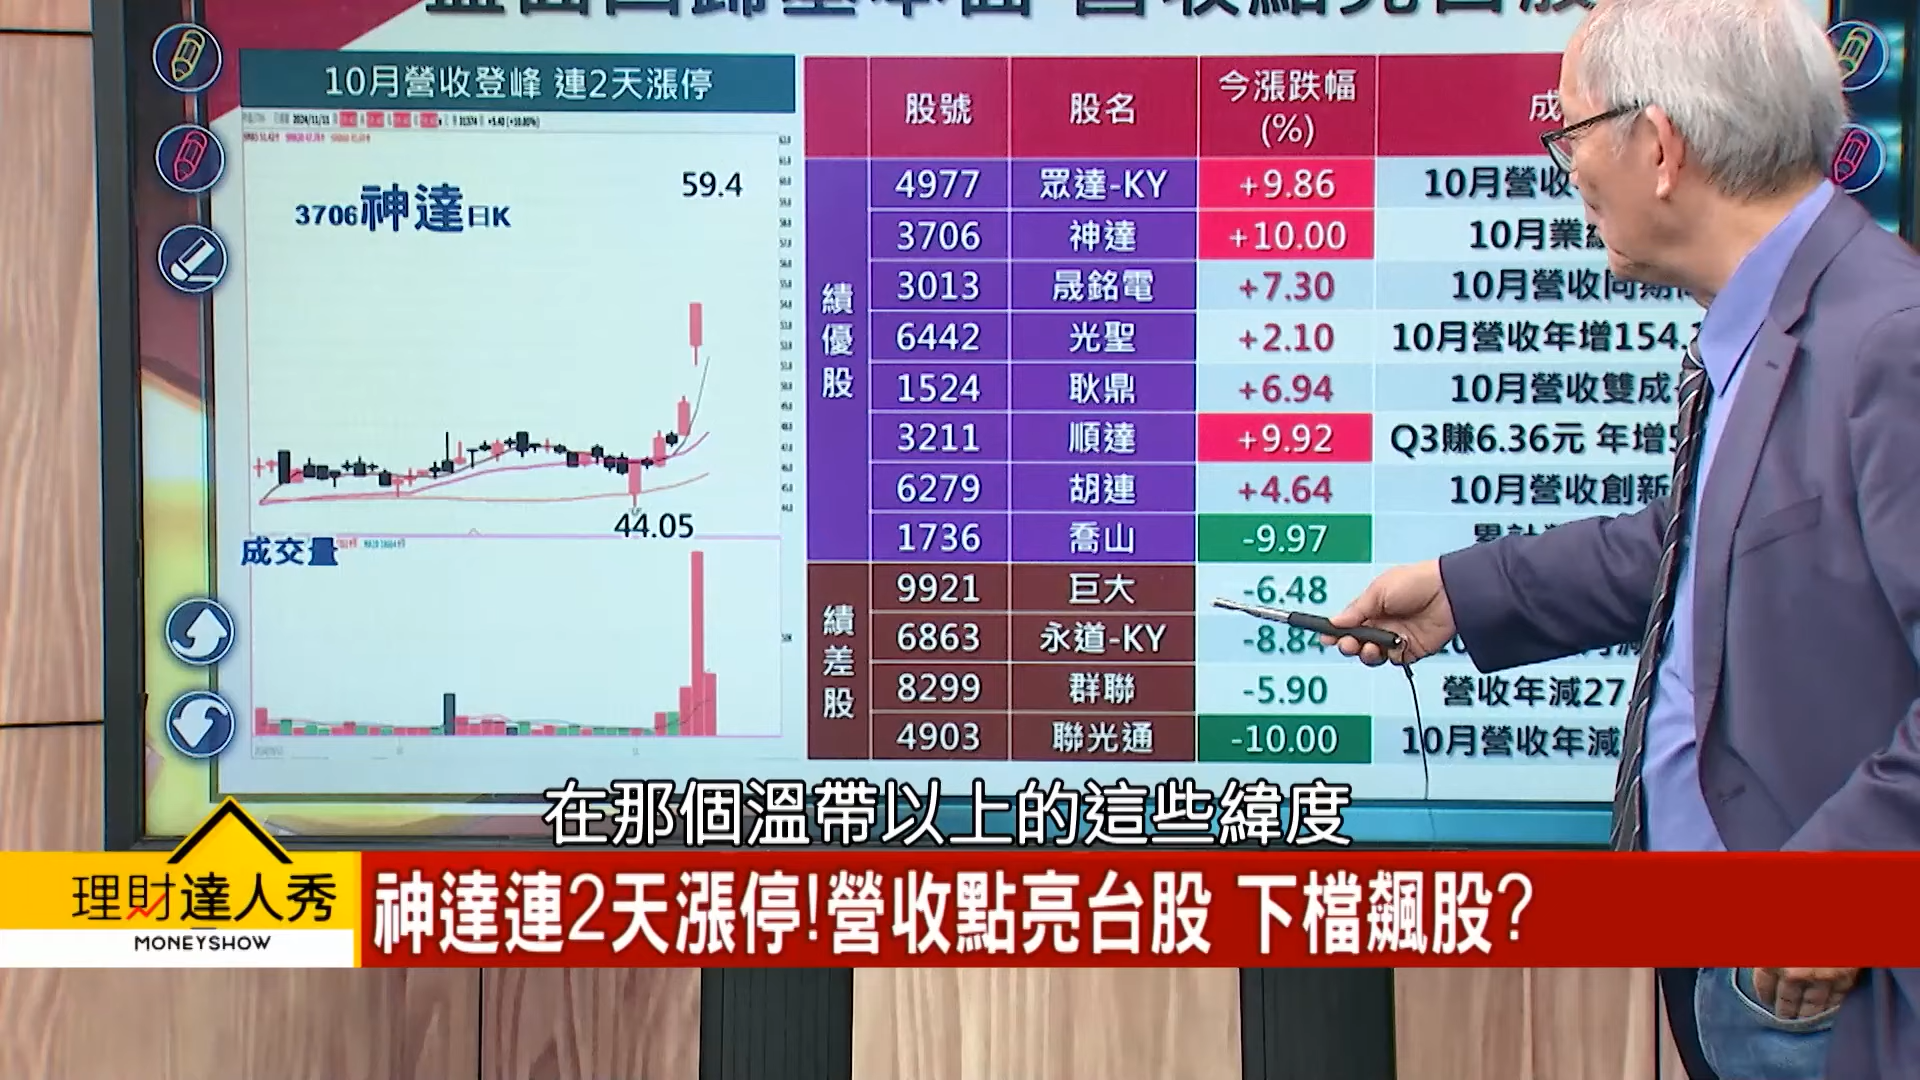 10月營收登峰 連2天漲停
3706神達日K
59.4
44.05
成交量
股號 股名 今漲跌幅(%) 成
績優股
4977 眾達-KY +9.86 10月營收
3706 神達 +10.00 10月業績
3013 晟銘電 +7.30 10月營收同期
6442 光聖 +2.10 10月營收年增154.
1524 耿鼎 +6.94 10月營收雙成
3211 順達 +9.92 Q3賺6.36元 年增5
6279 胡連 +4.64 10月營收創新
1736 喬山 -9.97
績差股
9921 巨大 -6.48
6863 永道-KY -8.84
8299 群聯 -5.90 營收年減27.
4903 聯光通 -10.00 10月營收年減
在那個溫帶以上的這些緯度
理財達人秀
MONEYSHOW
神達連2天漲停!營收點亮台股 下檔飆股?